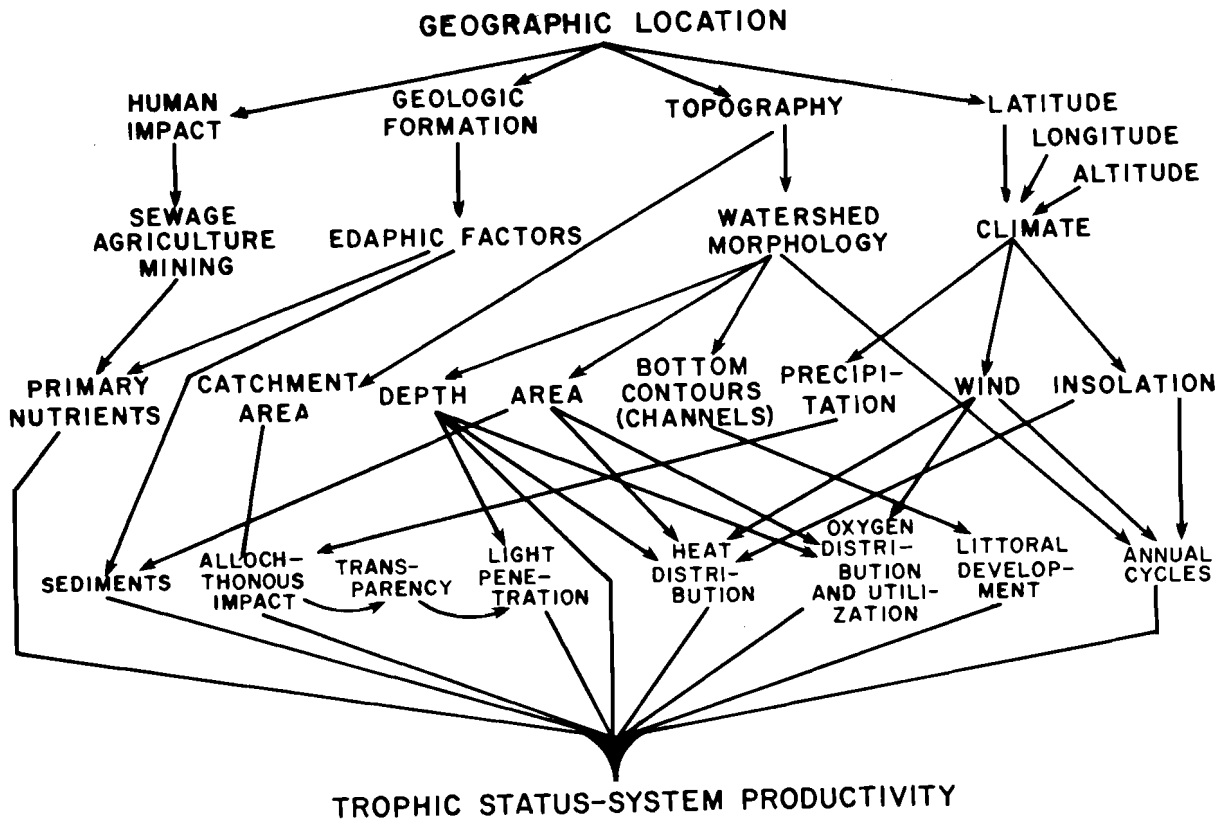 GEOGRAPHIC LOCATION
HUMAN
IMPACT
GEOLOGIC
FORMATION
TOPOGRAPHY
LATITUDE
LONGITUDE
ALTITUDE
SEWAGE
AGRICULTURE
MINING
EDAPHIC FACTORS
WATERSHED
MORPHOLOGY
CLIMATE
PRIMARY
NUTRIENTS
CATCHMENT
AREA
DEPTH
AREA
BOTTOM
CONTOURS
(CHANNELS)
PRECIPI-
TATION
WIND
INSOLATION
SEDIMENTS
ALLOCH-
THONOUS
IMPACT
TRANS-
PARENCY
LIGHT
PENE-
TRATION
HEAT
DISTRI-
BUTION
OXYGEN
DISTRI-
BUTION
AND UTILI-
ZATION
LITTORAL
DEVELOP-
MENT
ANNUAL
CYCLES
TROPHIC STATUS-SYSTEM PRODUCTIVITY